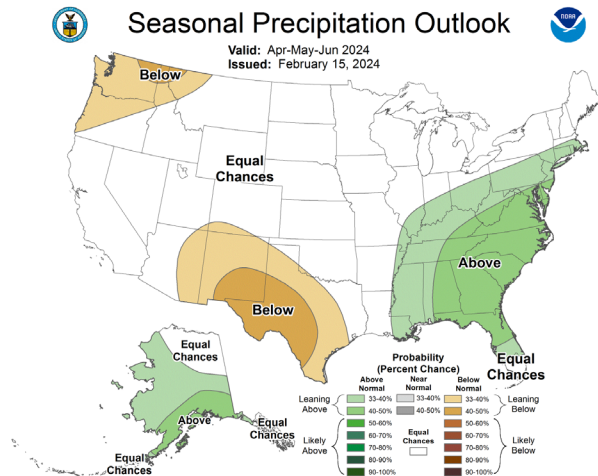 Seasonal Precipitation Outlook
NOAA
Valid: Apr-May-Jun 2024
Issued: February 15, 2024
Below
Equal
Chances
Above
Below
Equal
Chances
Equal
Chances
Above
Equal
Chances
Equal
Chances
Probability
(Percent Chance)
Above
Normal
Near
Normal
Below
Normal
Leaning
Above
33-40%
33-40%
33-40%
Leaning
Below
40-50%
40-50%
40-50%
Likely
Above
50-60%
50-60%
Likely
Below
60-70%
60-70%
70-80%
70-80%
80-90%
80-90%
90-100%
90-100%
Equal
Chances